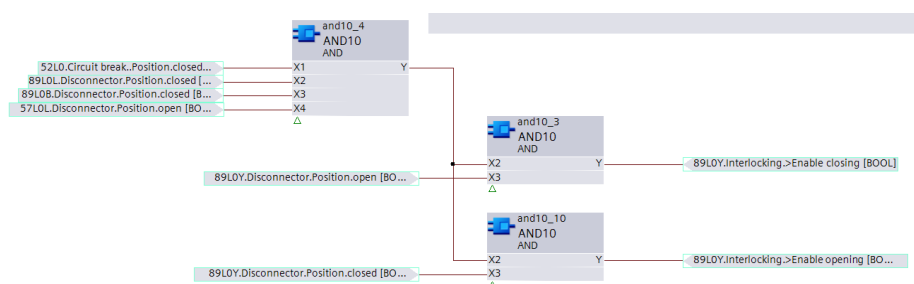 and10_4
AND10
AND
52L0.Circuit break..Position.closed...
X1
Y
89L0L.Disconnector.Position.closed [...
X2
89L0B.Disconnector.Position.closed [B...
X3
57L0L.Disconnector.Position.open [BO...
X4
and10_3
AND10
AND
X2
Y
89L0Y.Interlocking.>Enable closing [BOOL]
89L0Y.Disconnector.Position.open [BO...
X3
and10_10
AND10
AND
X2
Y
89L0Y.Interlocking.>Enable opening [BO...
89L0Y.Disconnector.Position.closed [BO...
X3